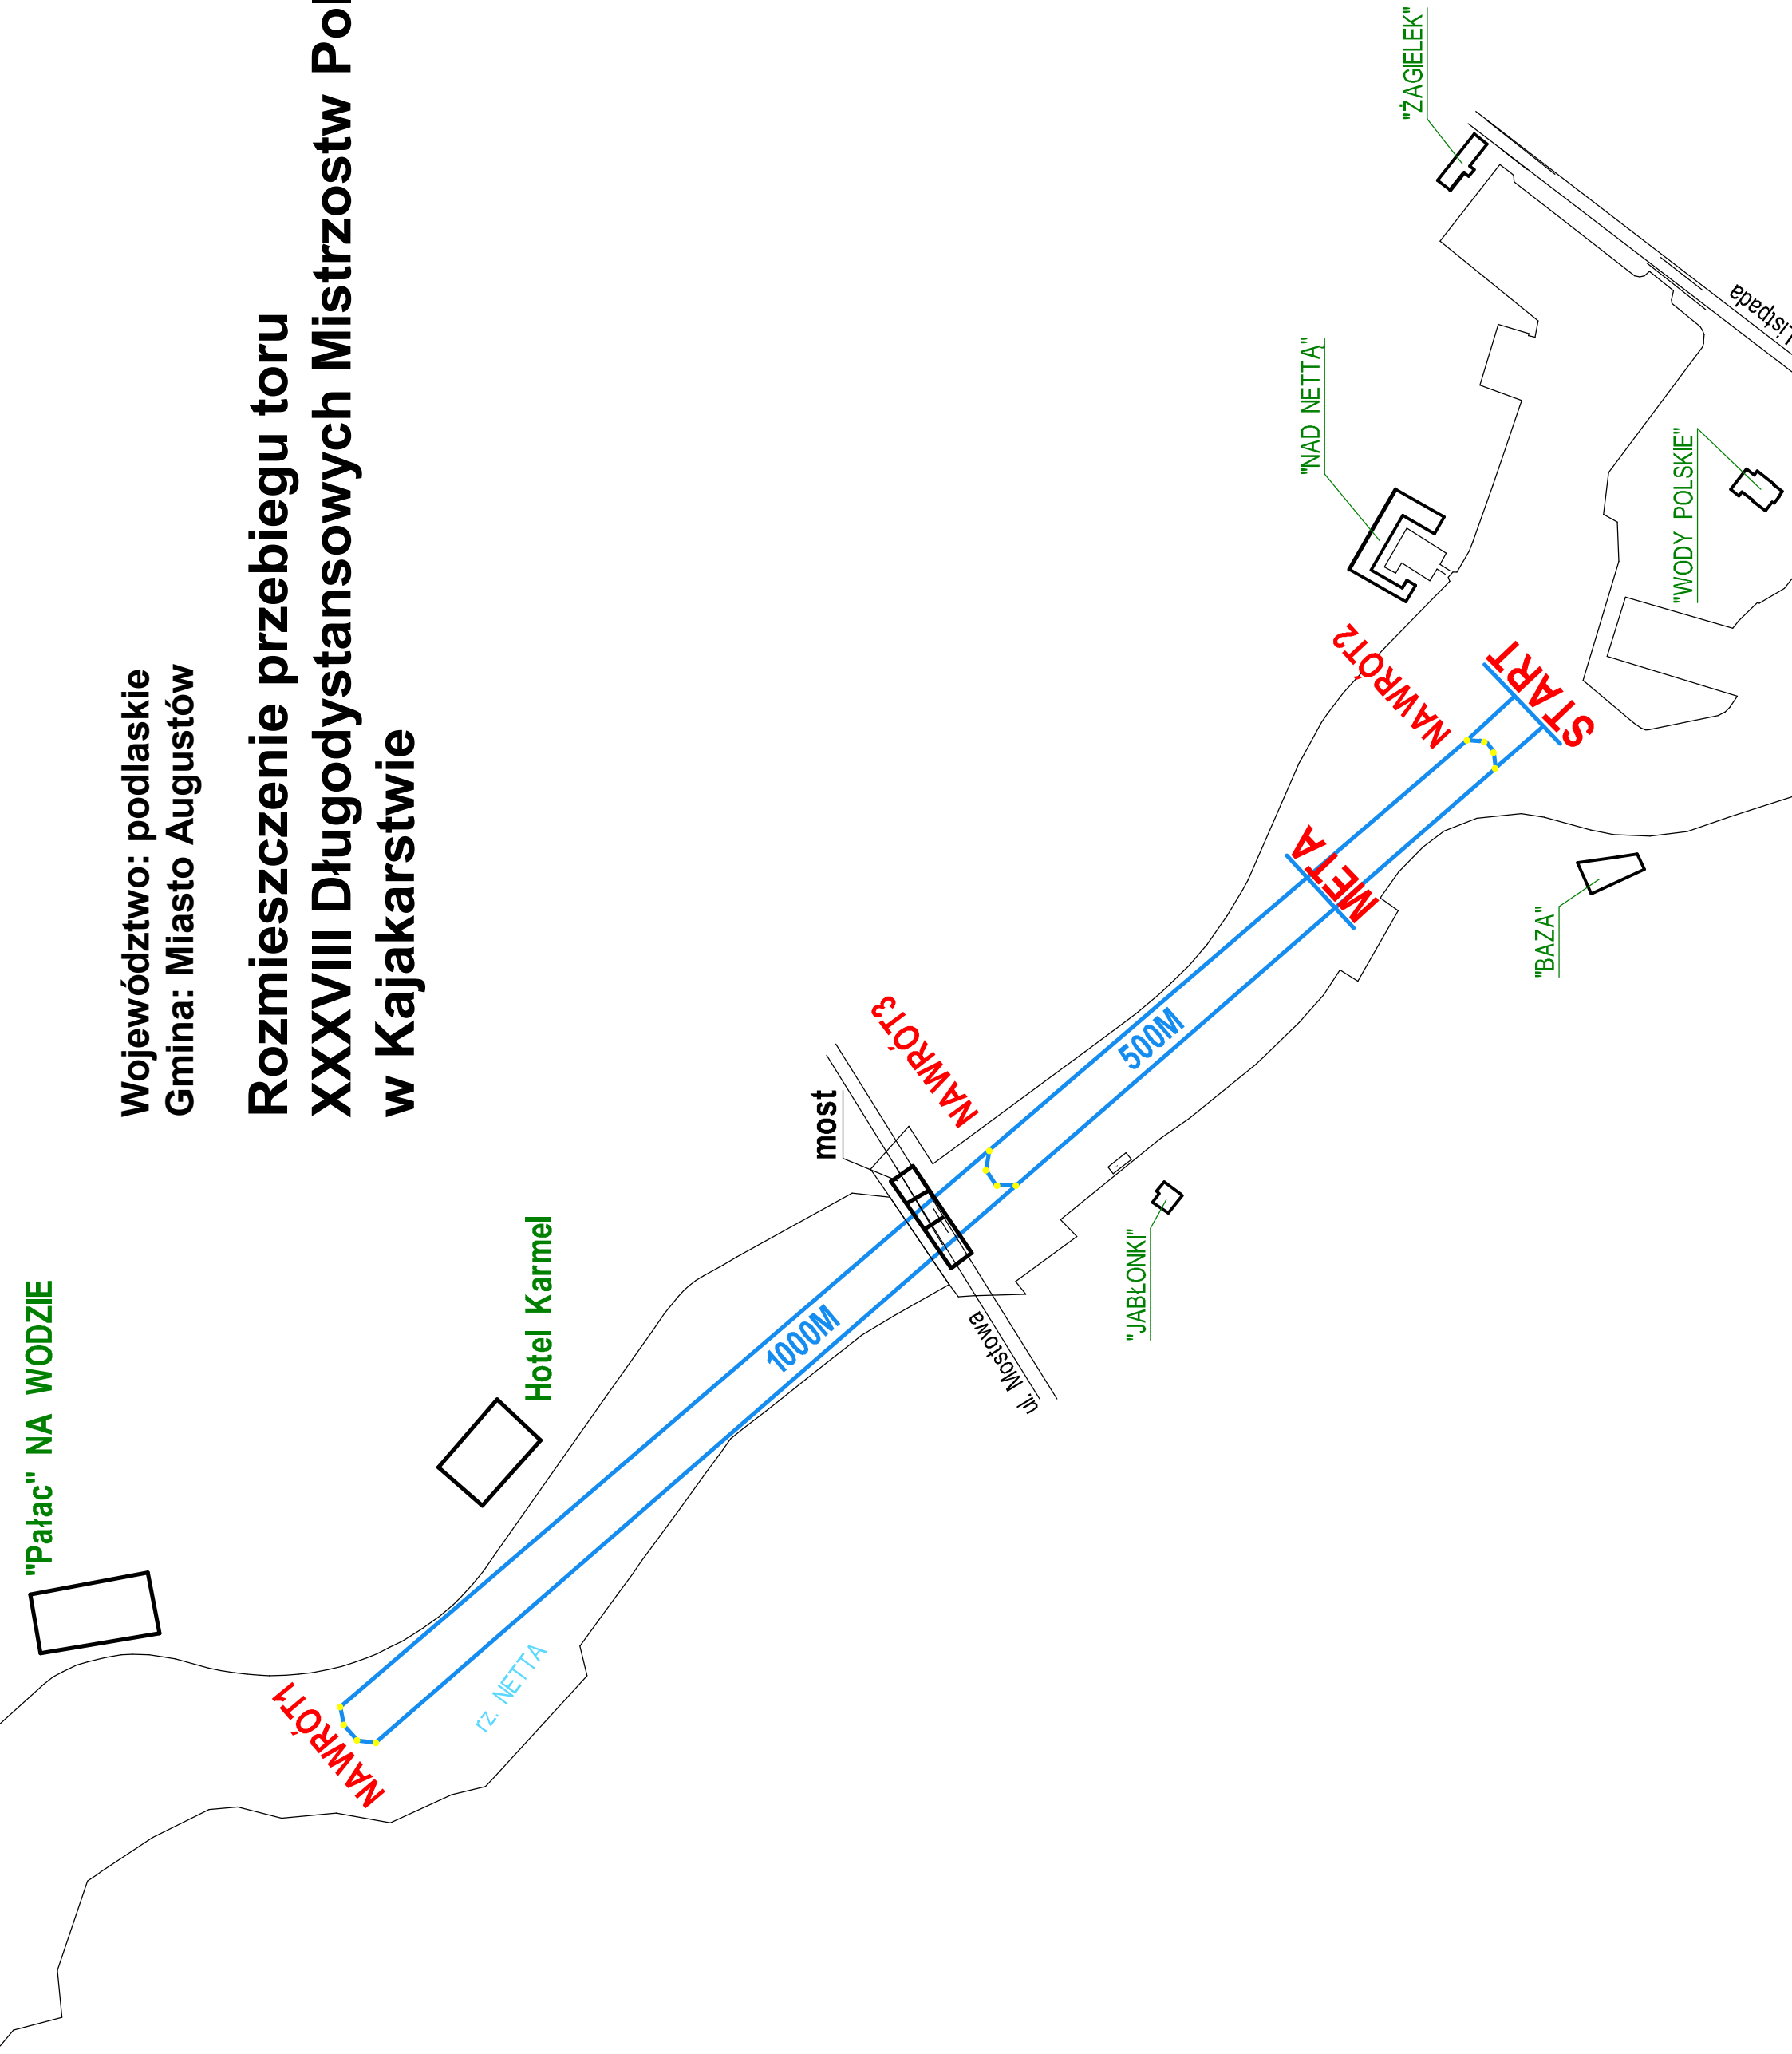 Województwo: podlaskie
Gmina: Miasto Augustów
Rozmieszczenie przebiegu toru
XXXVIII Długodystansowych Mistrzostw
w Kajakarstwie
"Pałac" NA WODZIE
Hotel Karmel
most
"NAD NETTA"
"ŻAGIELEK"
Listpada
"WODY POLSKIE"
NAWRÓT2
START
META
"BAZA"
NAWRÓT3
500M
1000M
ul. Mostowa
"JABŁONKI"
rz. NETTA
NAWRÓT1